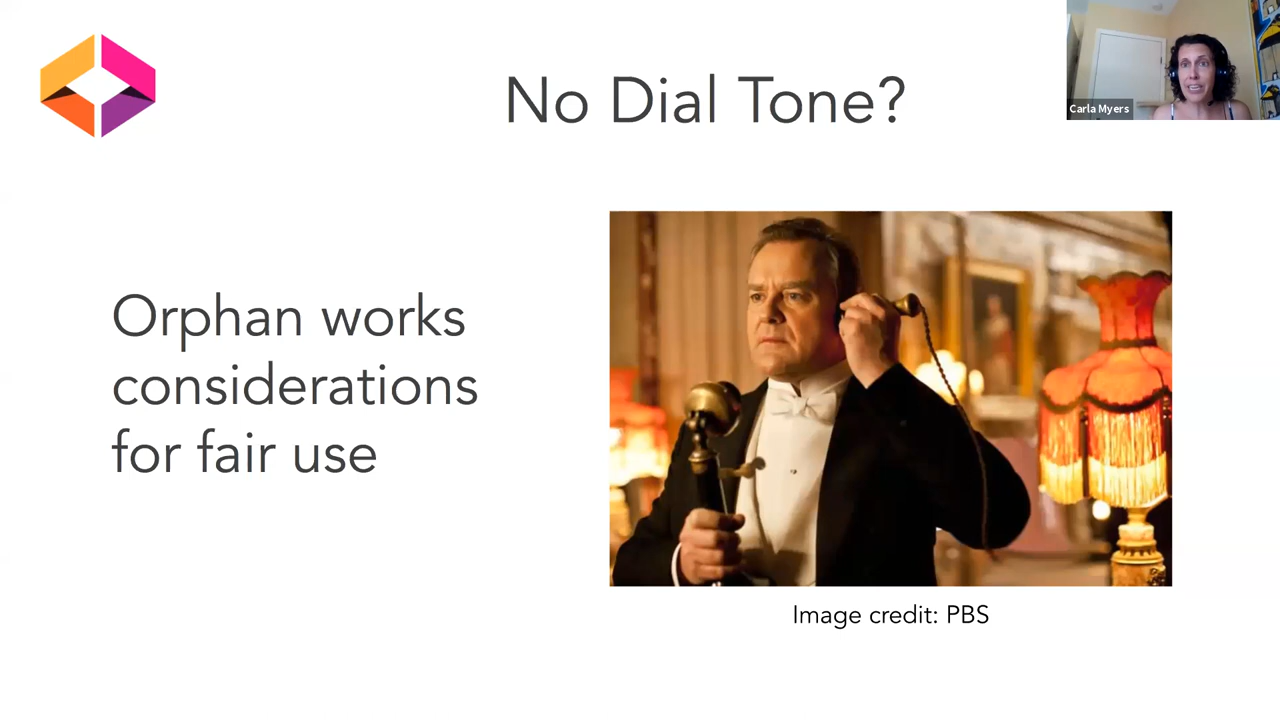 No Dial Tone?
Carla Myers
Orphan works
considerations
for fair use
Image credit: PBS